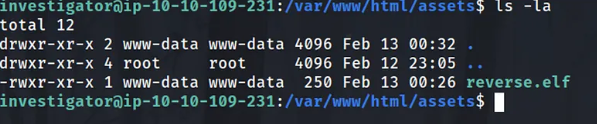 investigator@ip-10-10-109-231:/var/www/html/assets$ ls -la
total 12
drwxr-xr-x 2 www-data www-data 4096 Feb 13 00:32 .
drwxr-xr-x 4 root     root     4096 Feb 12 23:05 ..
-rwxr-xr-x 1 www-data www-data  250 Feb 13 00:26 reverse.elf
investigator@ip-10-10-109-231:/var/www/html/assets$